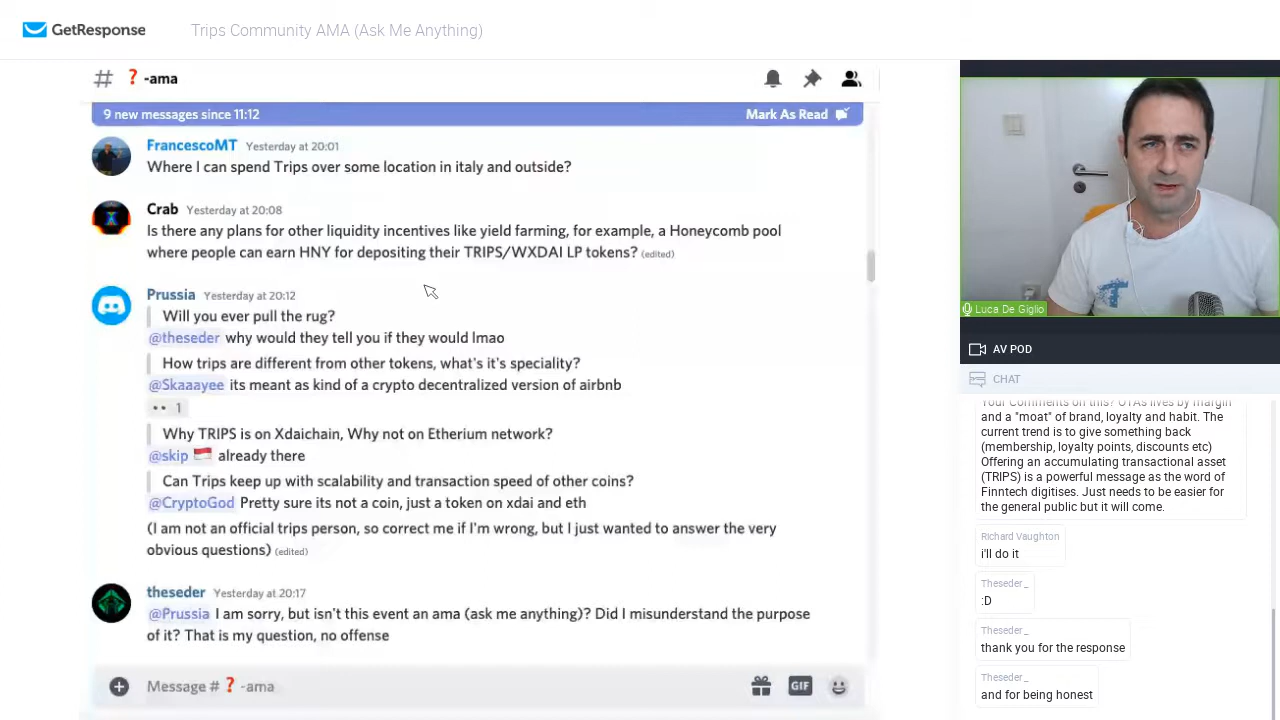 GetResponse
Trips Community AMA (Ask Me Anything)
# ❓ -ama
9 new messages since 11:12 Mark As Read
FrancescoMT Yesterday at 20:01
Where I can spend Trips over some location in italy and outside?
Crab Yesterday at 20:08
Is there any plans for other liquidity incentives like yield farming, for example, a Honeycomb pool
where people can earn HNY for depositing their TRIPS/WXDAI LP tokens? (edited)
Prussia Yesterday at 20:12
Will you ever pull the rug?
@theseder why would they tell you if they would lmao
How trips are different from other tokens, what's it's speciality?
@Skaaayee its meant as kind of a crypto decentralized version of airbnb
1
Why TRIPS is on Xdaichain, Why not on Etherium network?
@skip already there
Can Trips keep up with scalability and transaction speed of other coins?
@CryptoGod Pretty sure its not a coin, just a token on xdai and eth
(I am not an official trips person, so correct me if I'm wrong, but I just wanted to answer the very
obvious questions) (edited)
theseder Yesterday at 20:17
@Prussia I am sorry, but isn't this event an ama (ask me anything)? Did I misunderstand the purpose
of it? That is my question, no offense
Message # ❓ -ama
GIF
Luca De Giglio
AV POD
CHAT
Your Comments on this? OTAs lives by margin
and a "moat" of brand, loyalty and habit. The
current trend is to give something back
(membership, loyalty points, discounts etc)
Offering an accumulating transactional asset
(TRIPS) is a powerful message as the word of
Finntech digitises. Just needs to be easier for
the general public but it will come.
Richard Vaughton
i'll do it
Theseder_
:D
Theseder_
thank you for the response
Theseder_
and for being honest